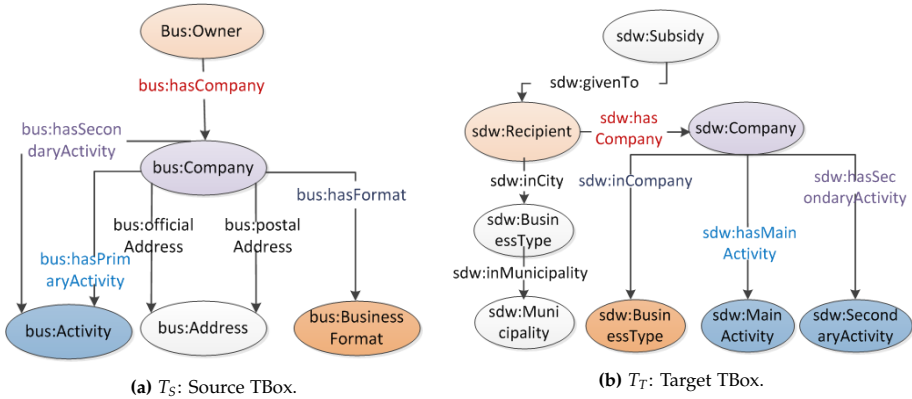 Bus:Owner
bus:hasCompany
bus:hasSecon
daryActivity
bus:Company
bus:hasFormat
bus:official
Address
bus:postal
Address
bus:hasPrim
aryActivity
bus:Activity
bus:Address
bus:Business
Format
(a) TS: Source TBox.
sdw:Subsidy
sdw:givenTo
sdw:Recipient
sdw:has
Company
sdw:Company
sdw:inCity
sdw:inCompany
sdw:hasSec
ondaryActivity
sdw:Busin
essType
sdw:hasMain
Activity
sdw:inMunicipality
sdw:Muni
cipality
sdw:Busin
essType
sdw:Main
Activity
sdw:Second
aryActivity
(b) TT: Target TBox.